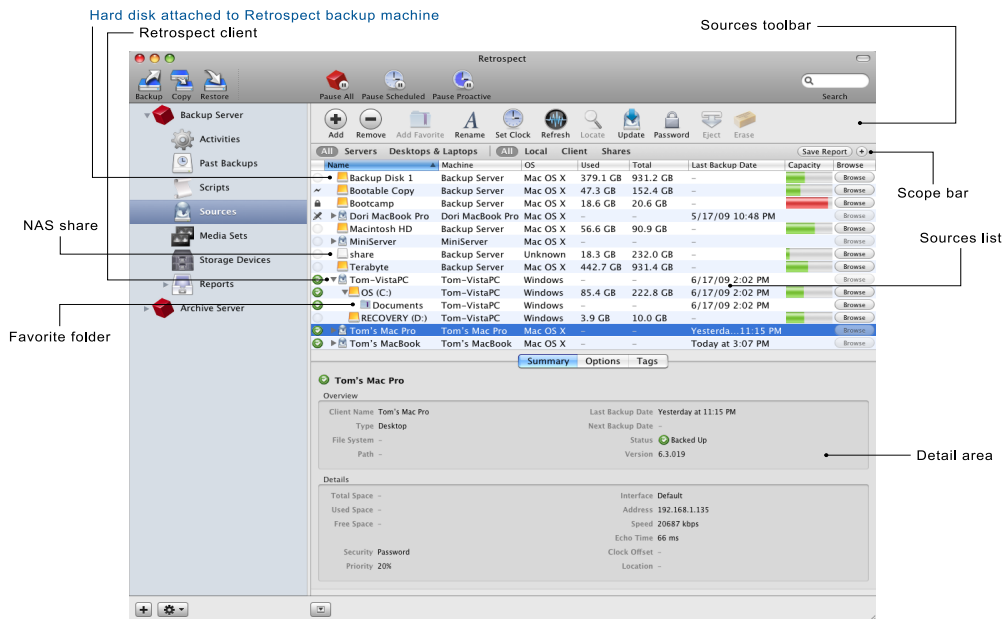 Hard disk attached to Retrospect backup machine
Retrospect client
Sources toolbar
Retrospect
Backup Copy Restore
Pause All Pause Scheduled Pause Proactive
Search
Backup Server
Activities
Past Backups
Scripts
Sources
Media Sets
Storage Devices
Reports
Archive Server
Add Remove Add Favorite Rename Set Clock Refresh Locate Update Password Eject Erase
All Servers Desktops & Laptops All Local Client Shares Save Report
Name Machine OS Used Total Last Backup Date Capacity Browse
Backup Disk 1 Backup Server Mac OS X 379.1 GB 931.2 GB – Browse
Bootable Copy Backup Server Mac OS X 47.3 GB 152.4 GB – Browse
Bootcamp Backup Server Mac OS X 18.6 GB 20.6 GB – Browse
Dori MacBook Pro Dori MacBook Pro Mac OS X – – 5/17/09 10:48 PM Browse
Macintosh HD Backup Server Mac OS X 56.6 GB 90.9 GB – Browse
MiniServer MiniServer Mac OS X – – – Browse
share Backup Server Unknown 18.3 GB 232.0 GB – Browse
Terabyte Backup Server Mac OS X 442.7 GB 931.4 GB – Browse
Tom-VistaPC Tom-VistaPC Windows – – 6/17/09 2:02 PM Browse
OS (C:) Tom-VistaPC Windows 85.4 GB 222.8 GB 6/17/09 2:02 PM Browse
Documents Tom-VistaPC Windows – – 6/17/09 2:02 PM Browse
RECOVERY (D:) Tom-VistaPC Windows 3.9 GB 10.0 GB – Browse
Tom's Mac Pro Tom's Mac Pro Mac OS X – – Yesterda...11:15 PM Browse
Tom's MacBook Tom's MacBook Mac OS X – – Today at 3:07 PM Browse
NAS share
Favorite folder
Scope bar
Sources list
Summary Options Tags
Tom's Mac Pro
Overview
Client Name Tom's Mac Pro Last Backup Date Yesterday at 11:15 PM
Type Desktop Next Backup Date –
File System – Status Backed Up
Path – Version 6.3.019
Detail area
Details
Total Space – Interface Default
Used Space – Address 192.168.1.135
Free Space – Speed 20687 kbps
Echo Time 66 ms
Security Password Clock Offset –
Priority 20% Location –